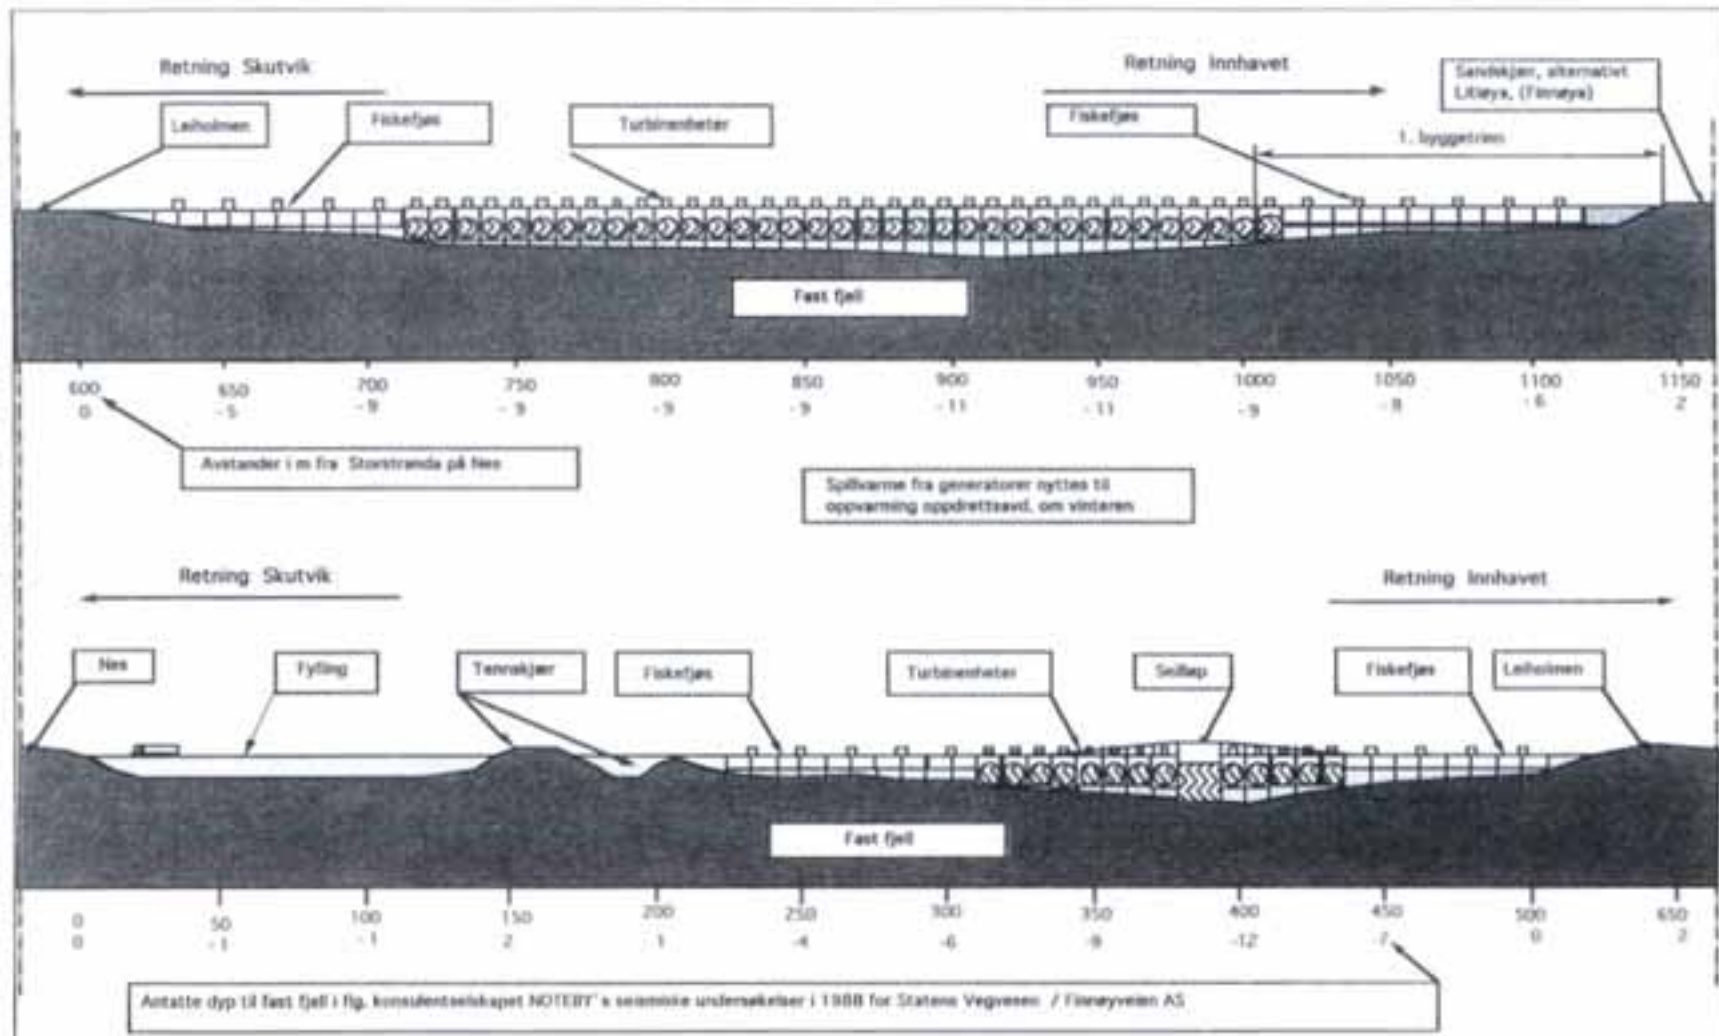 Retning Skutvik
Retning Innhavet
Sandskjær, alternativt
Litløya, (Finnøya)
Leiholmen
Fiskefjøs
Turbinenheter
Fiskefjøs
1. byggetrinn
Fast fjell
600 650 700 750 800 850 900 950 1000 1050 1100 1150
0 -5 -9 -9 -9 -9 -11 -11 -9 -8 -6 2
Avstander i m fra Storstranda på Nes
Spillvarme fra generatorer nyttes til
oppvarming oppdrettsavd. om vinteren
Retning Skutvik
Retning Innhavet
Nes
Fylling
Tennskjær
Fiskefjøs
Turbinenheter
Seilløp
Fiskefjøs
Leiholmen
Fast fjell
0 50 100 150 200 250 300 350 400 450 500 650
0 -1 -1 2 -1 -4 -6 -9 -12 -7 0 2
Antatte dyp til fast fjell i flg. konsulentselskapet NOTEBY's seismiske undersøkelser i 1988 for Statens Vegvesen / Finnøyveien AS